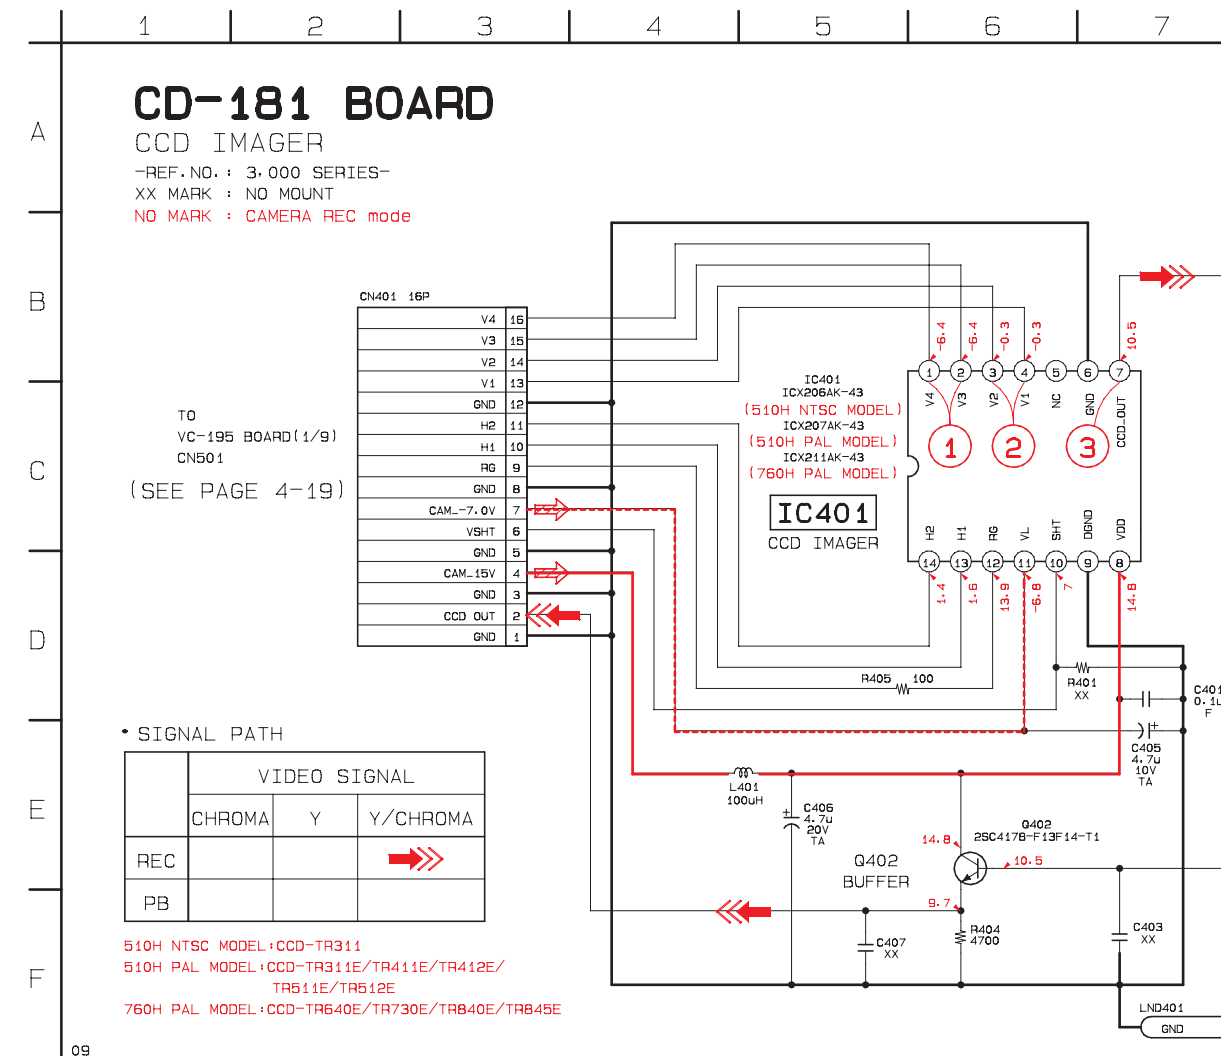 1 2 3 4 5 6 7
A
B
C
D
E
F
CD-181 BOARD
CCD IMAGER
-REF.NO.: 3,000 SERIES-
XX MARK : NO MOUNT
NO MARK : CAMERA REC mode
TO
VC-195 BOARD(1/9)
CN501
(SEE PAGE 4-19)
CN401 16P
V4 16
V3 15
V2 14
V1 13
GND 12
H2 11
H1 10
RG 9
GND 8
CAM_-7.0V 7
VSHT 6
GND 5
CAM_15V 4
GND 3
CCD OUT 2
GND 1
-6.4 -6.4 -0.3 -0.3 10.5
1 2 3 4 5 6 7
V4 V3 V2 V1 NC GND CCD_OUT
1 2 3
IC401
ICX206AK-43
(510H NTSC MODEL)
ICX207AK-43
(510H PAL MODEL)
ICX211AK-43
(760H PAL MODEL)
IC401
CCD IMAGER
H2 H1 RG VL SHT DGND VDD
14 13 12 11 10 9 8
1.4 1.6 13.9 -6.8 7 14.8
R405 100
R401
XX
C401
0.1u
F
C405
4.7u
10V
TA
L401
100uH
C406
4.7u
20V
TA
Q402
2SC4178-F13F14-T1
14.8
10.5
9.7
Q402
BUFFER
C407
XX
R404
4700
C403
XX
LND401
GND
• SIGNAL PATH
VIDEO SIGNAL
CHROMA Y Y/CHROMA
REC
PB
510H NTSC MODEL:CCD-TR311
510H PAL MODEL:CCD-TR311E/TR411E/TR412E/
TR511E/TR512E
760H PAL MODEL:CCD-TR640E/TR730E/TR840E/TR845E
09